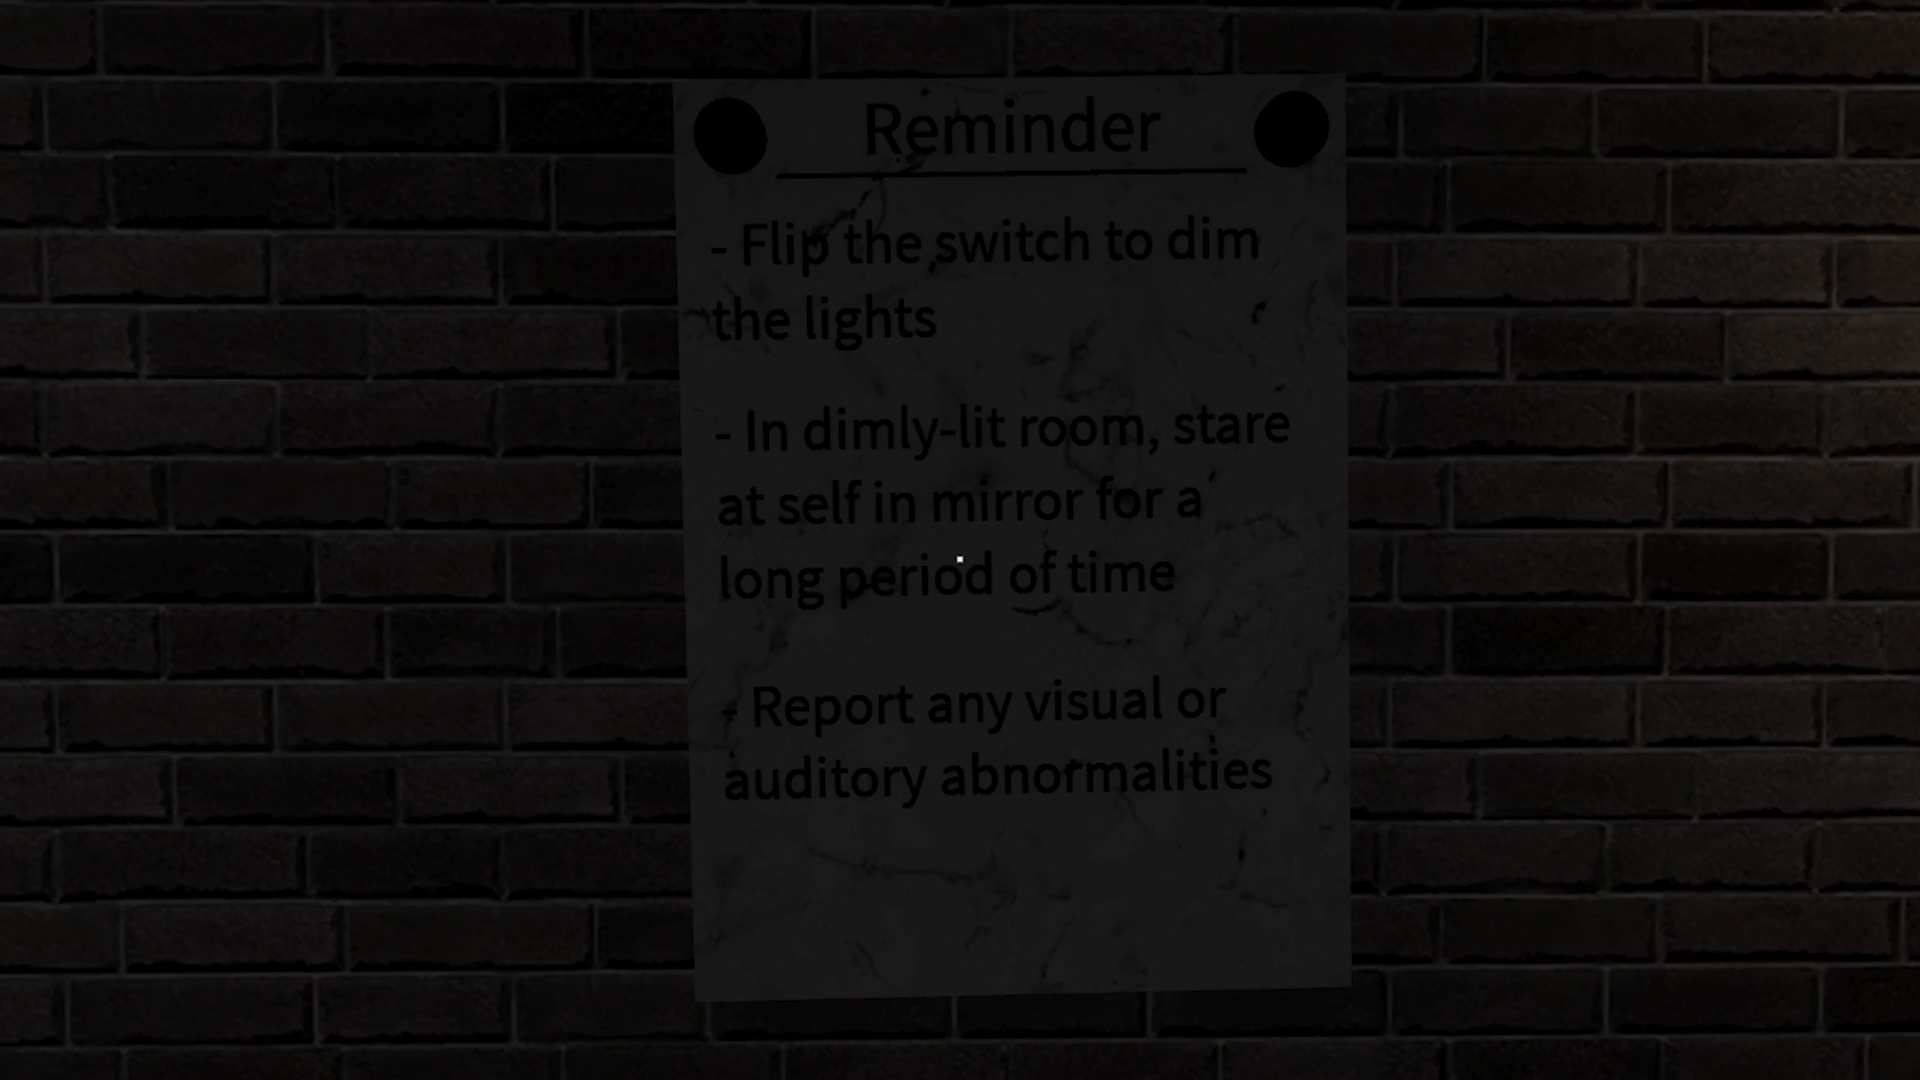 Reminder
- Flip the switch to dim
the lights
- In dimly-lit room, stare
at self in mirror for a
long period of time
- Report any visual or
auditory abnormalities